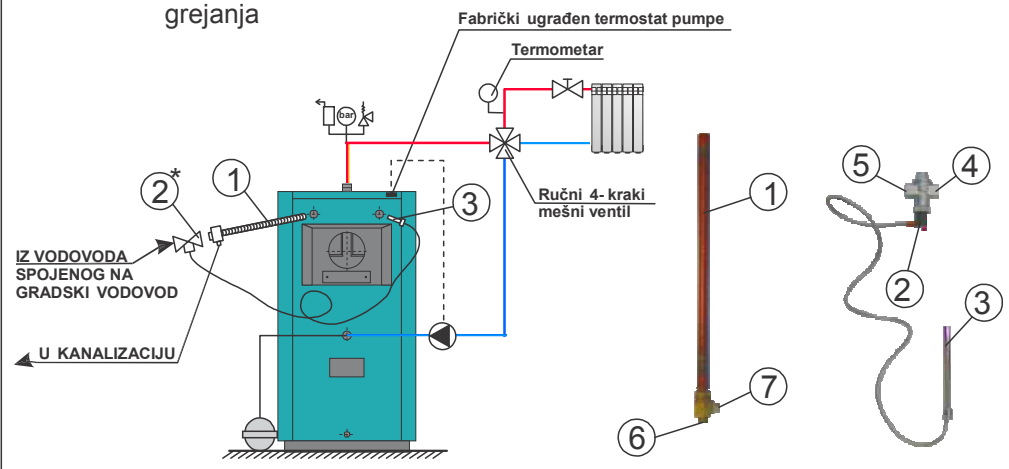 grejanja
Fabrički ugrađen termostat pumpe
Termometar
bar
Ručni 4- kraki
mešni ventil
1
2*
3
IZ VODOVODA
SPOJENOG NA
GRADSKI VODOVOD
U KANALIZACIJU
1
7
6
5
4
2
3